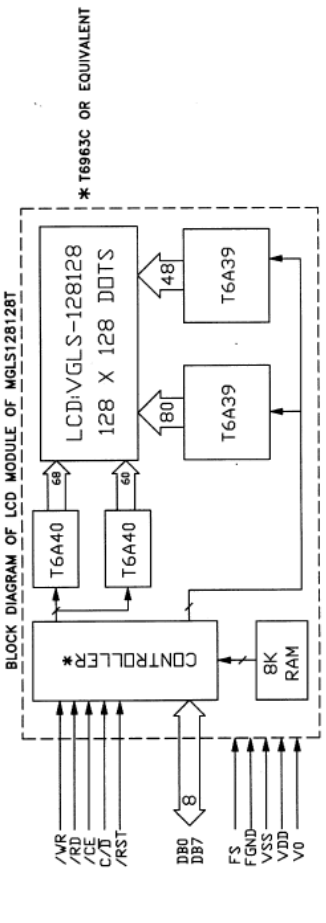 BLOCK DIAGRAM OF LCD MODULE OF MGLS128128T
/WR
/RD
/CE
C/D̅
/RST
DB0
DB7
8
FS
FGND
VSS
VDD
V0
CONTROLLER*
8K
RAM
T6A40
T6A40
68
60
LCD:VGLS-128128
128 X 128 DOTS
80
48
T6A39
T6A39
* T6963C OR EQUIVALENT